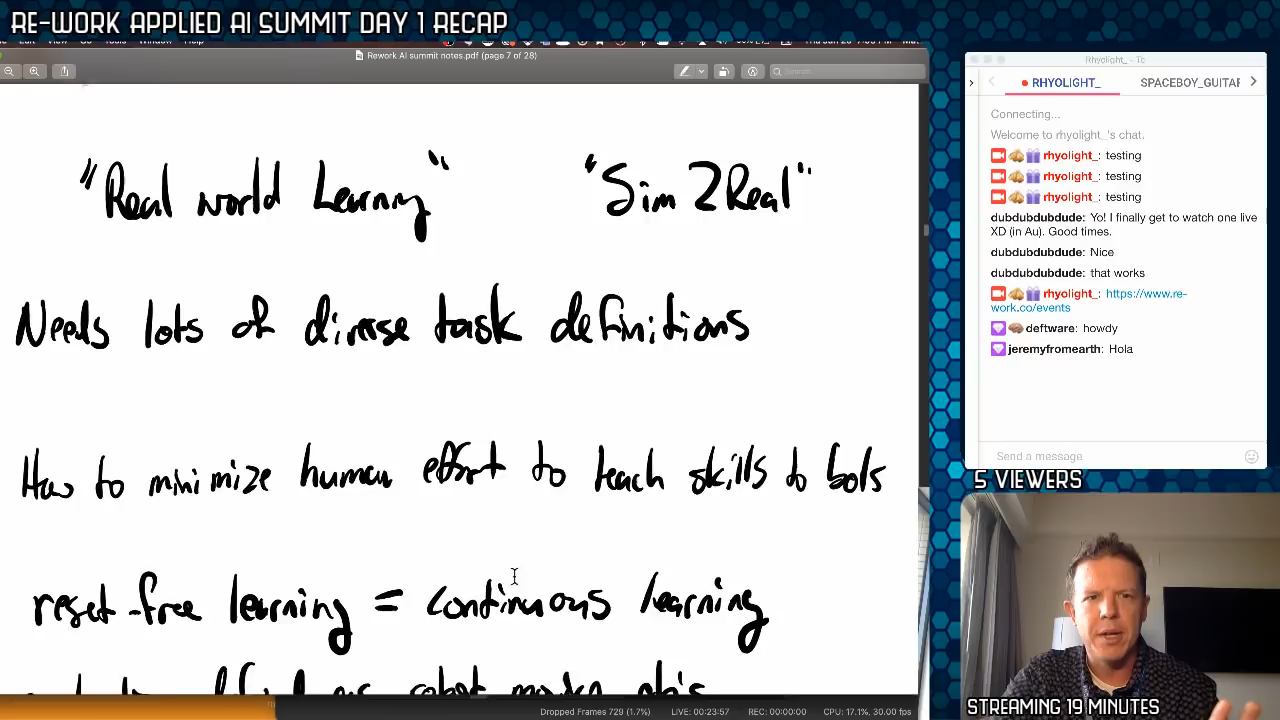 RE-WORK APPLIED AI SUMMIT DAY 1 RECAP
Rework AI summit notes.pdf (page 7 of 28)
Search
"Real world Learning" "Sim2Real"
Needs lots of diverse task definitions
How to minimize human effort to teach skills to bots
reset-free learning = continuous learning
Dropped Frames 729 (1.7%) LIVE: 00:23:57 REC: 00:00:00 CPU: 17.1%, 30.00 fps
Rhyolight_ - Tc
RHYOLIGHT_ SPACEBOY_GUITAR
Connecting...
Welcome to rhyolight_'s chat.
rhyolight_: testing
rhyolight_: testing
rhyolight_: testing
dubdubdubdude: Yo! I finally get to watch one live
XD (in Au). Good times.
dubdubdubdude: Nice
dubdubdubdude: that works
rhyolight_: https://www.re-
work.co/events
deftware: howdy
jeremyfromearth: Hola
Send a message
5 VIEWERS
STREAMING 19 MINUTES